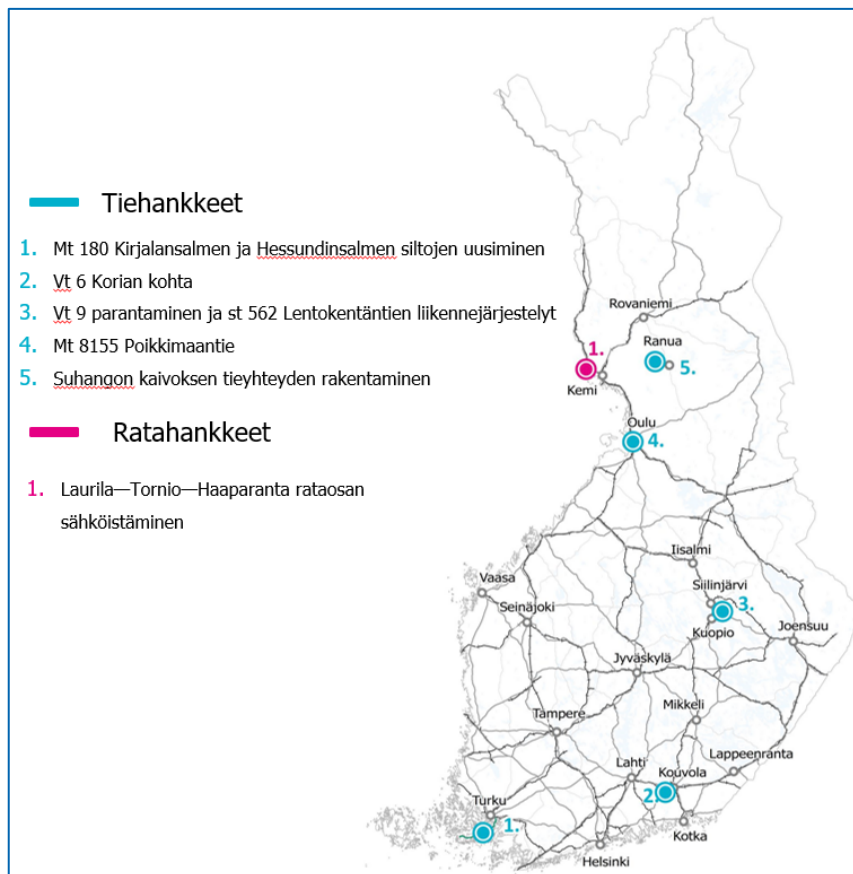 Tiehankkeet
1. Mt 180 Kirjalansalmen ja Hessundinsalmen siltojen uusiminen
2. Vt 6 Korian kohta
3. Vt 9 parantaminen ja st 562 Lentokentäntien liikennejärjestelyt
4. Mt 8155 Poikkimaantie
5. Suhangon kaivoksen tieyhteyden rakentaminen
Ratahankkeet
1. Laurila—Tornio—Haaparanta rataosan
sähköistäminen
Rovaniemi
Ranua
1.
5.
Kemi
Oulu
4.
Iisalmi
Vaasa
Siilinjärvi
3.
Seinäjoki
Kuopio
Joensuu
Jyväskylä
Mikkeli
Tampere
Lappeenranta
Lahti
Kouvola
2.
Turku
1.
Kotka
Helsinki